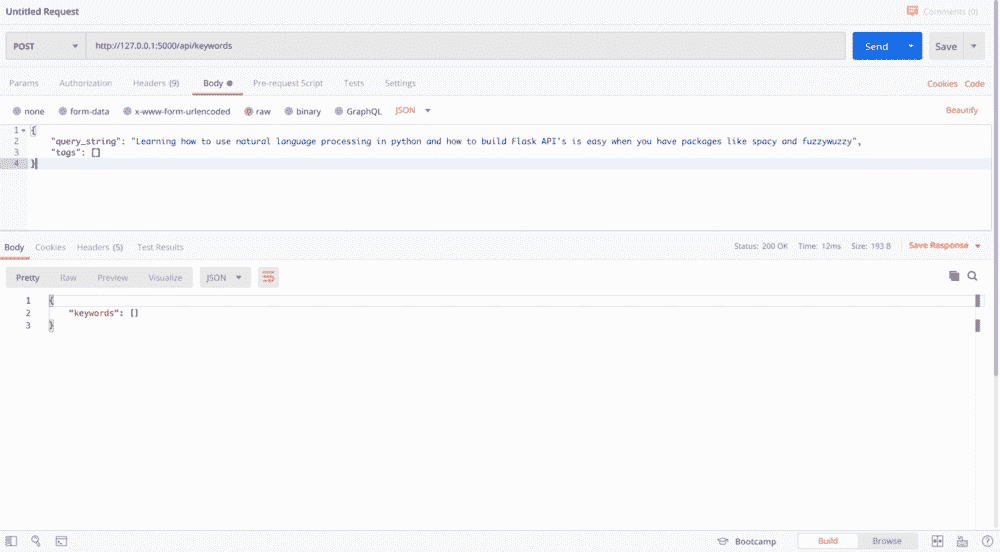 Untitled Request
Comments (0)
POST http://127.0.0.1:5000/api/keywords Send Save
Params Authorization Headers (9) Body Pre-request Script Tests Settings Cookies Code
none form-data x-www-form-urlencoded raw binary GraphQL JSON Beautify
1 {
2 "query_string": "Learning how to use natural language processing in python and how to build Flask API's is easy when you have packages like spacy and fuzzywuzzy",
3 "tags": []
4 }
Body Cookies Headers (5) Test Results Status: 200 OK Time: 12ms Size: 193 B Save Response
Pretty Raw Preview Visualize JSON
1 {
2 "keywords": []
3 }
Bootcamp Build Browse